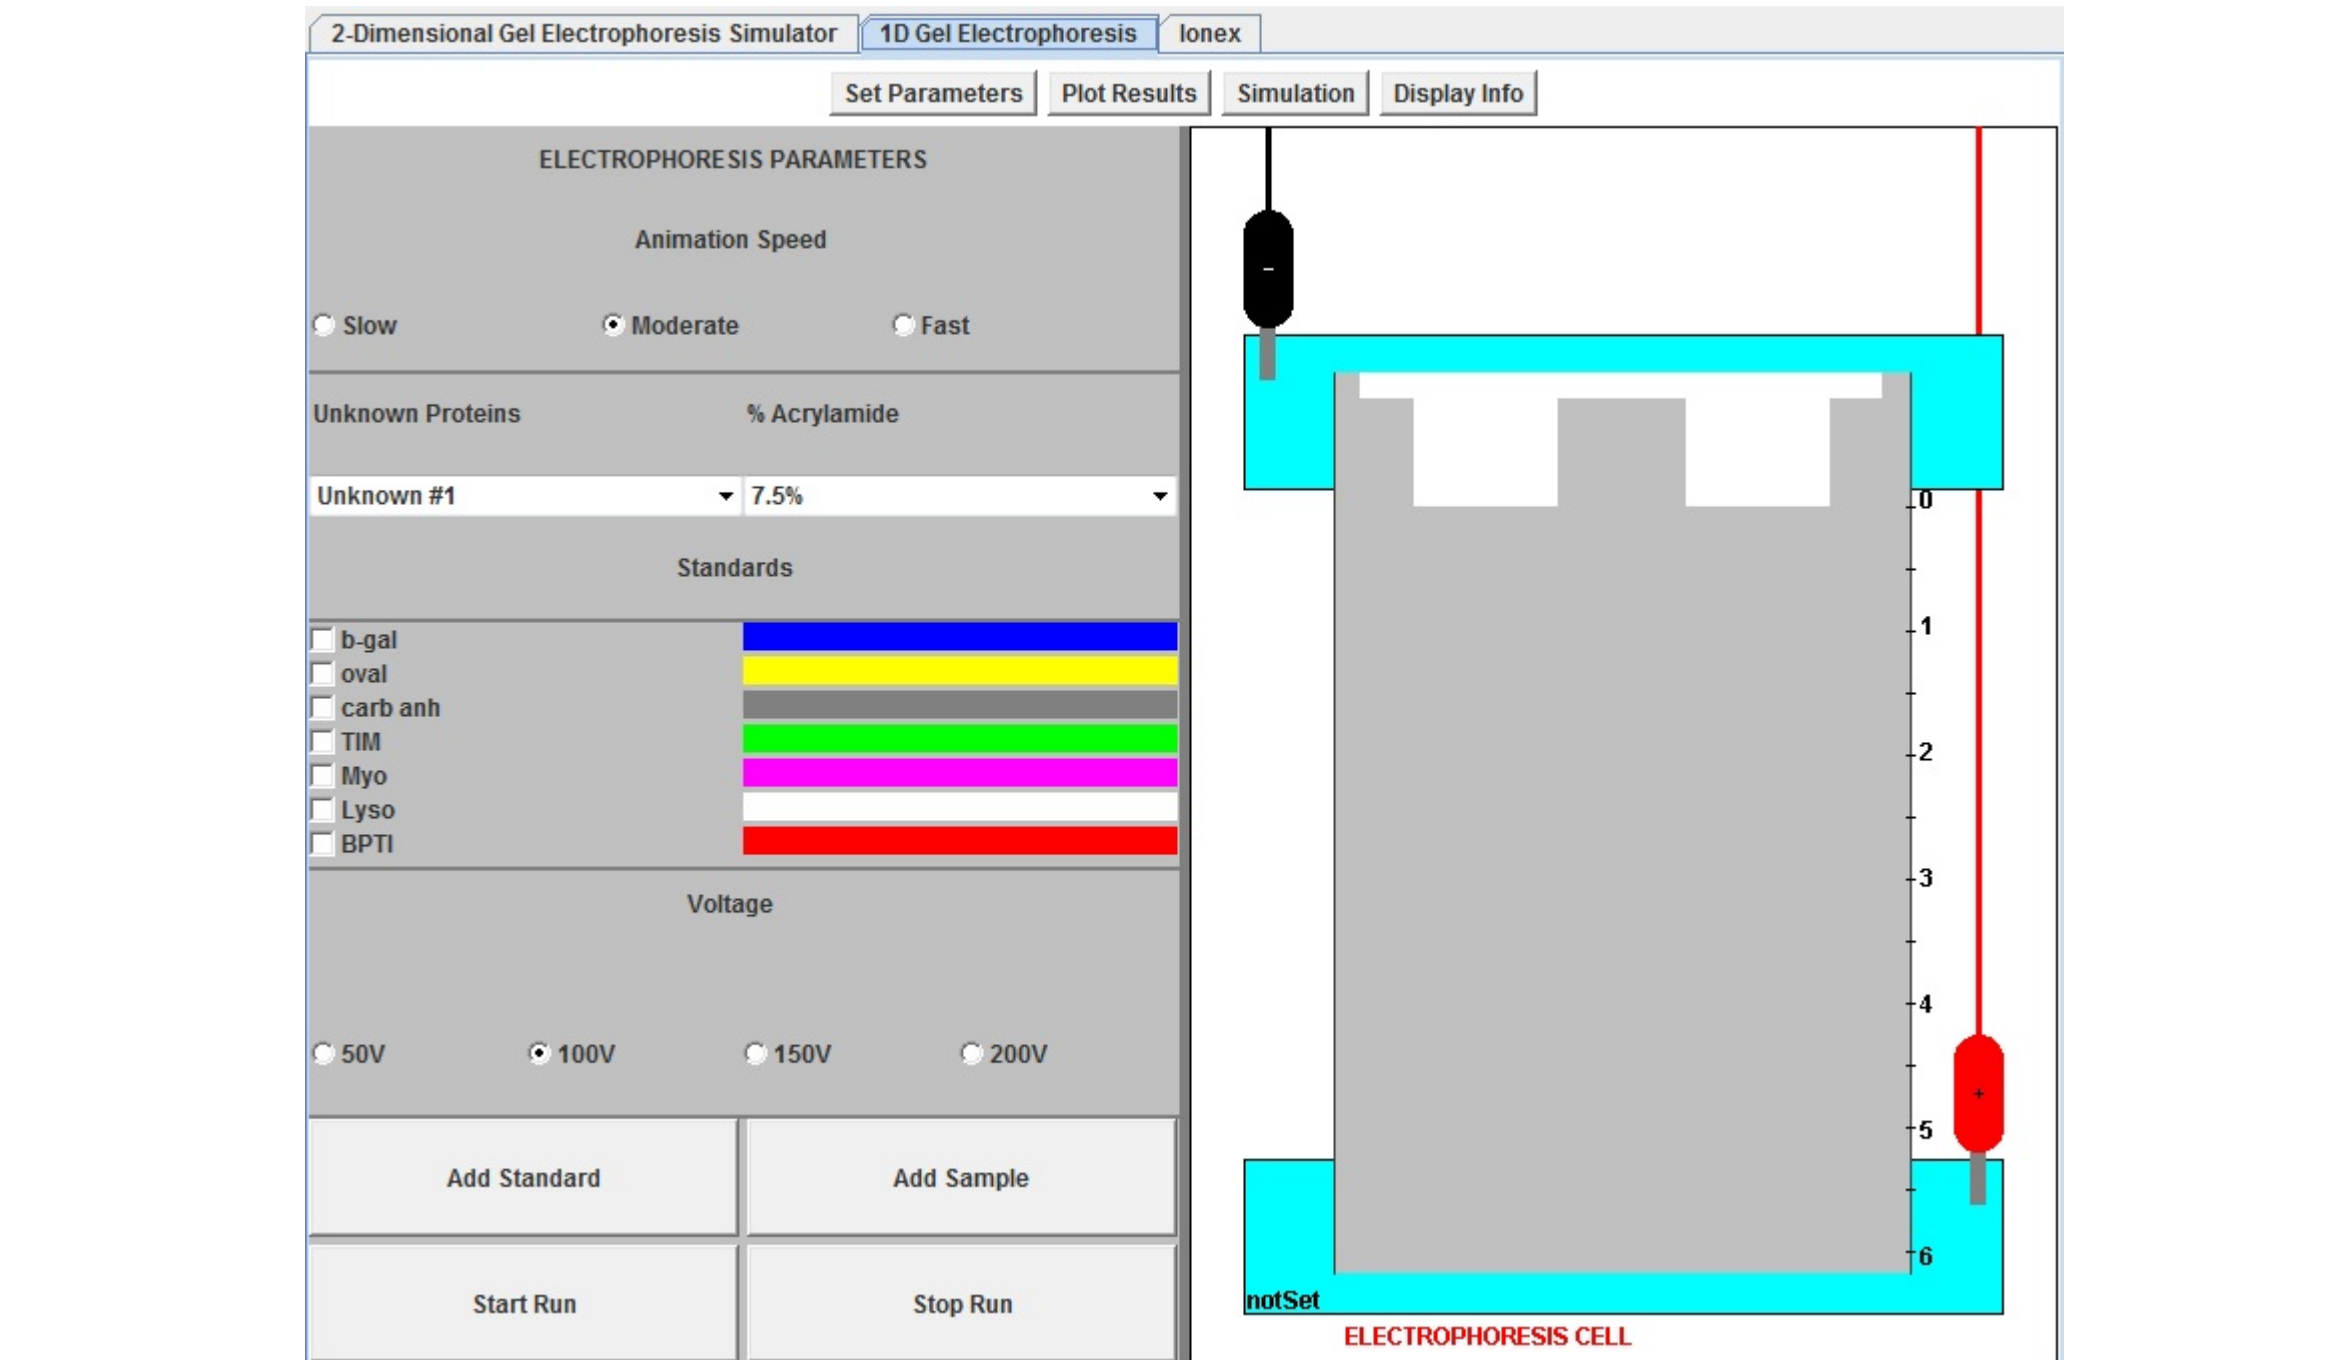 2-Dimensional Gel Electrophoresis Simulator 1D Gel Electrophoresis Ionex
Set Parameters Plot Results Simulation Display Info
ELECTROPHORESIS PARAMETERS
Animation Speed
Slow Moderate Fast
Unknown Proteins % Acrylamide
Unknown #1 7.5%
Standards
b-gal
oval
carb anh
TIM
Myo
Lyso
BPTI
Voltage
50V 100V 150V 200V
Add Standard Add Sample
Start Run Stop Run
−
0
1
2
3
4
+
5
6
notSet
ELECTROPHORESIS CELL